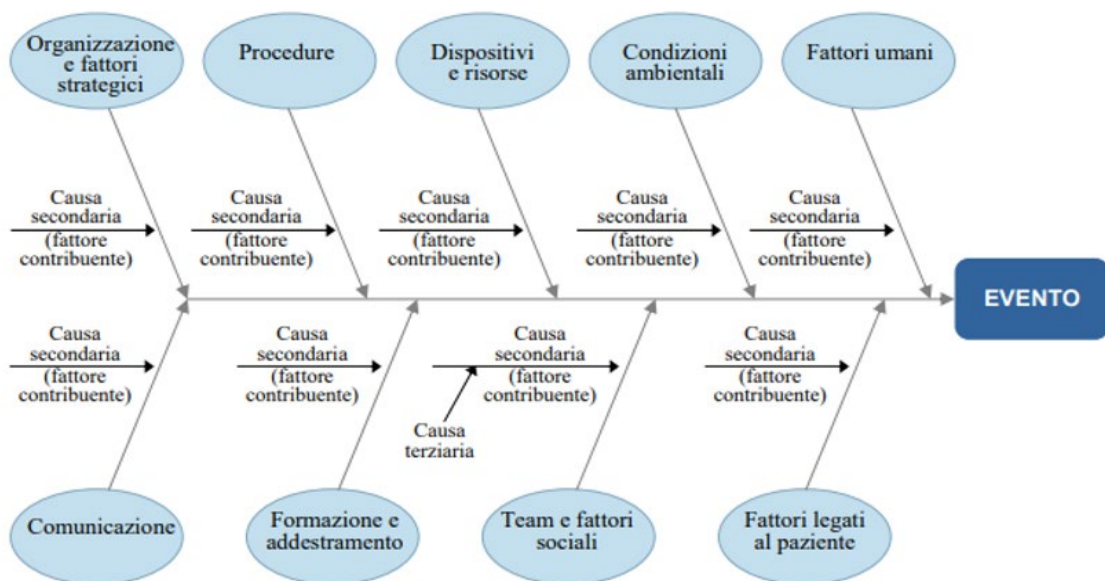 Organizzazione
e fattori
strategici
Procedure
Dispositivi
e risorse
Condizioni
ambientali
Fattori umani
Causa
secondaria
(fattore
contribuente)
Causa
secondaria
(fattore
contribuente)
Causa
secondaria
(fattore
contribuente)
Causa
secondaria
(fattore
contribuente)
Causa
secondaria
(fattore
contribuente)
EVENTO
Causa
secondaria
(fattore
contribuente)
Causa
secondaria
(fattore
contribuente)
Causa
secondaria
(fattore
contribuente)
Causa
terziaria
Causa
secondaria
(fattore
contribuente)
Comunicazione
Formazione e
addestramento
Team e fattori
sociali
Fattori legati
al paziente